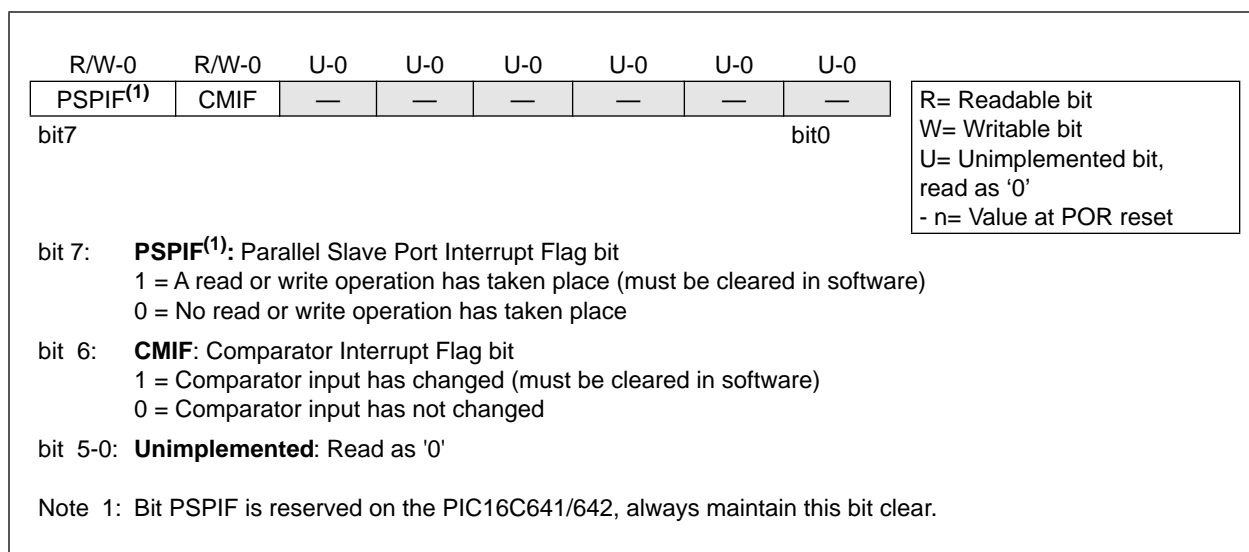 R/W-0 R/W-0 U-0 U-0 U-0 U-0 U-0 U-0
PSPIF(1) CMIF — — — — — —
bit7 bit0
R= Readable bit
W= Writable bit
U= Unimplemented bit,
read as ‘0’
- n= Value at POR reset
bit 7: PSPIF(1): Parallel Slave Port Interrupt Flag bit
1 = A read or write operation has taken place (must be cleared in software)
0 = No read or write operation has taken place
bit 6: CMIF: Comparator Interrupt Flag bit
1 = Comparator input has changed (must be cleared in software)
0 = Comparator input has not changed
bit 5-0: Unimplemented: Read as '0'
Note 1: Bit PSPIF is reserved on the PIC16C641/642, always maintain this bit clear.